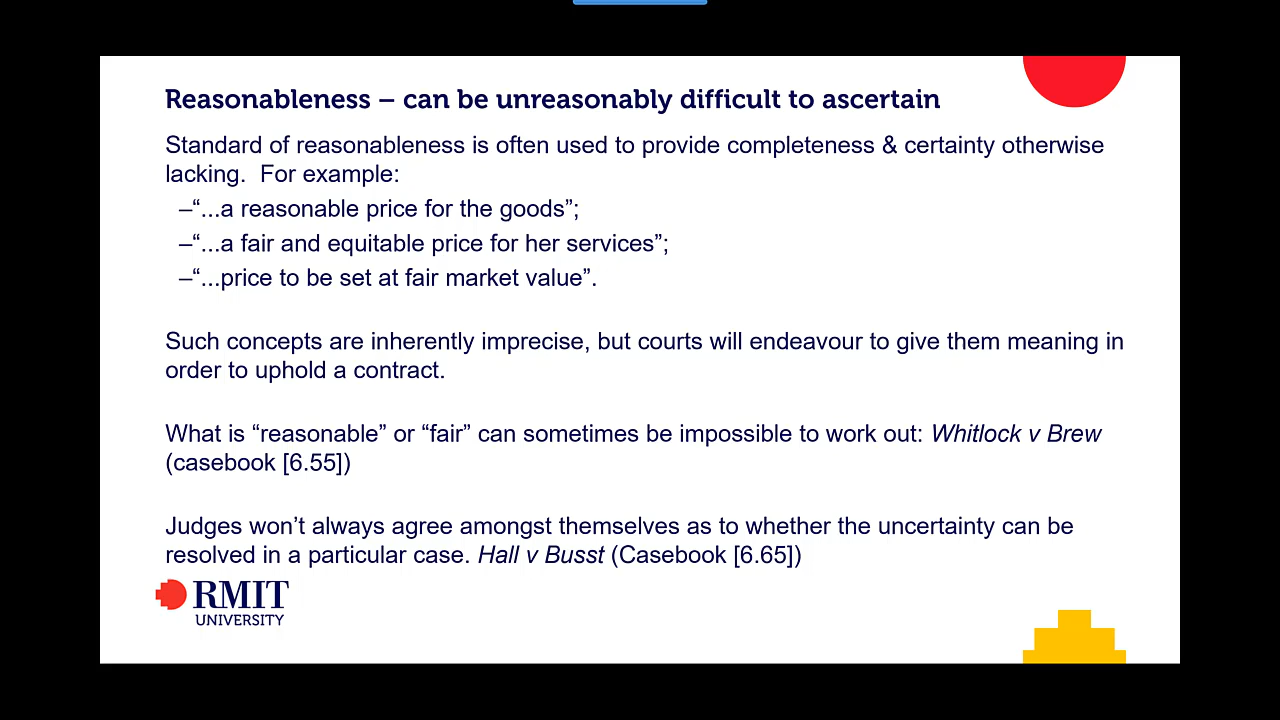 Reasonableness – can be unreasonably difficult to ascertain
Standard of reasonableness is often used to provide completeness & certainty otherwise
lacking.  For example:
–“...a reasonable price for the goods”;
–“...a fair and equitable price for her services”;
–“...price to be set at fair market value”.
Such concepts are inherently imprecise, but courts will endeavour to give them meaning in
order to uphold a contract.
What is “reasonable” or “fair” can sometimes be impossible to work out: Whitlock v Brew
(casebook [6.55])
Judges won’t always agree amongst themselves as to whether the uncertainty can be
resolved in a particular case. Hall v Busst (Casebook [6.65])
RMIT
UNIVERSITY